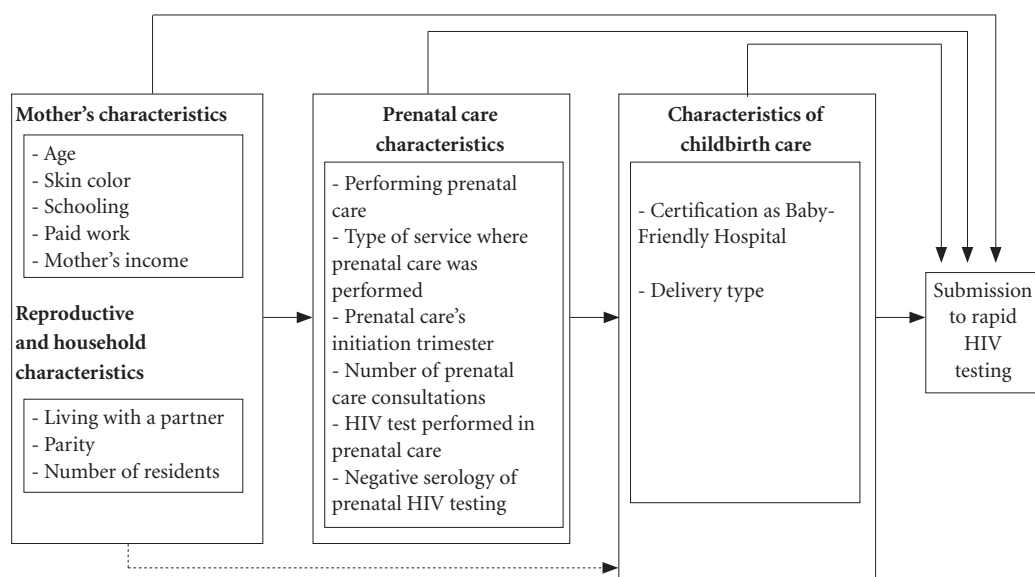 Mother's characteristics
- Age
- Skin color
- Schooling
- Paid work
- Mother's income
Reproductive
and household
characteristics
- Living with a partner
- Parity
- Number of residents
Prenatal care
characteristics
- Performing prenatal
care
- Type of service where
prenatal care was
performed
- Prenatal care's
initiation trimester
- Number of prenatal
care consultations
- HIV test performed in
prenatal care
- Negative serology of
prenatal HIV testing
Characteristics of
childbirth care
- Certification as Baby-
Friendly Hospital
- Delivery type
Submission
to rapid
HIV
testing